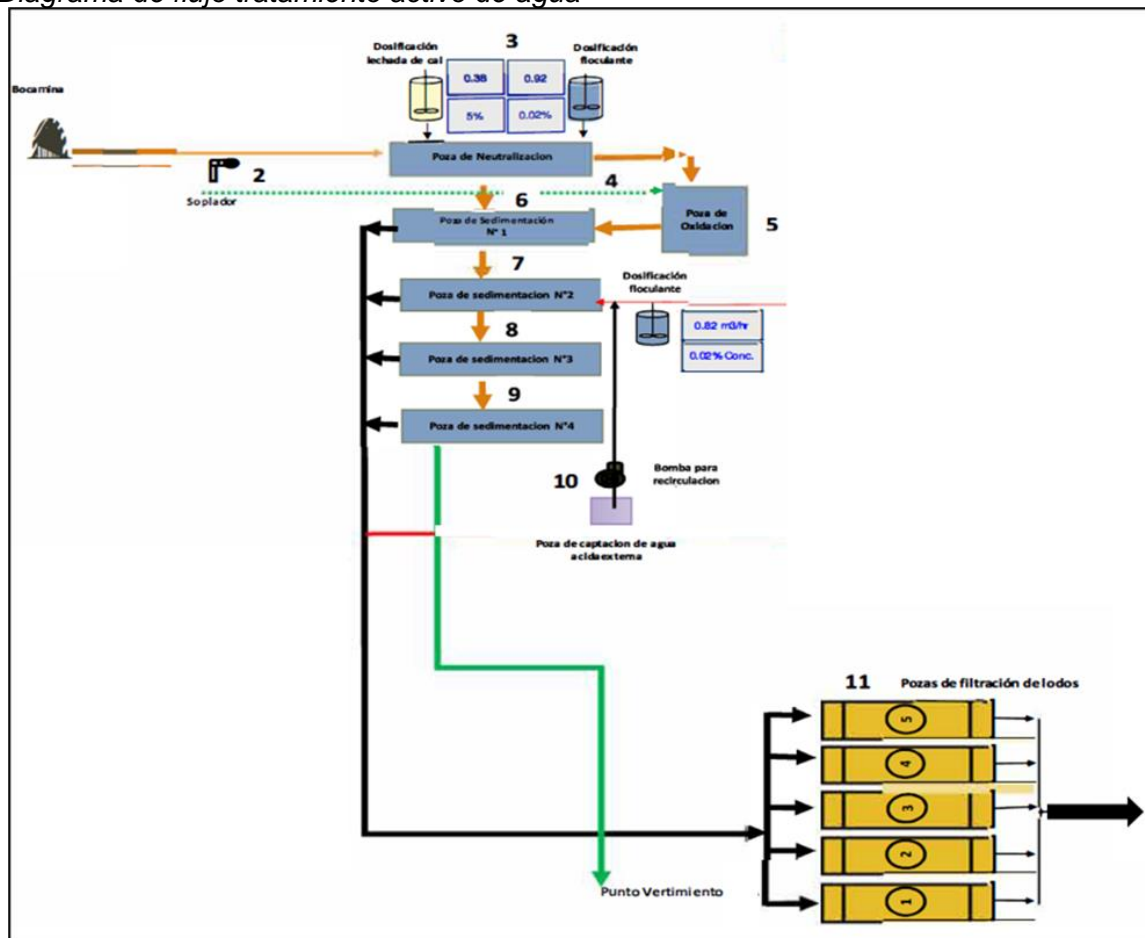 Diagrama de flujo tratamiento activo de agua
Dosificación
lechada de cal
3
Dosificación
floculante
0.38
0.92
5%
0.02%
Bocamina
Poza de Neutralizacion
2
Soplador
4
6
Poza de Sedimentación
N° 1
Poza de
Oxidacion
5
7
Dosificación
floculante
Poza de sedimentacion N°2
0.82 m3/hr
0.02% Conc.
8
Poza de sedimentacion N°3
9
Poza de sedimentacion N°4
10
Bomba para
recirculacion
Poza de captacion de agua
acidaexterna
11
Pozas de filtración de lodos
5
4
3
2
1
Punto Vertimiento